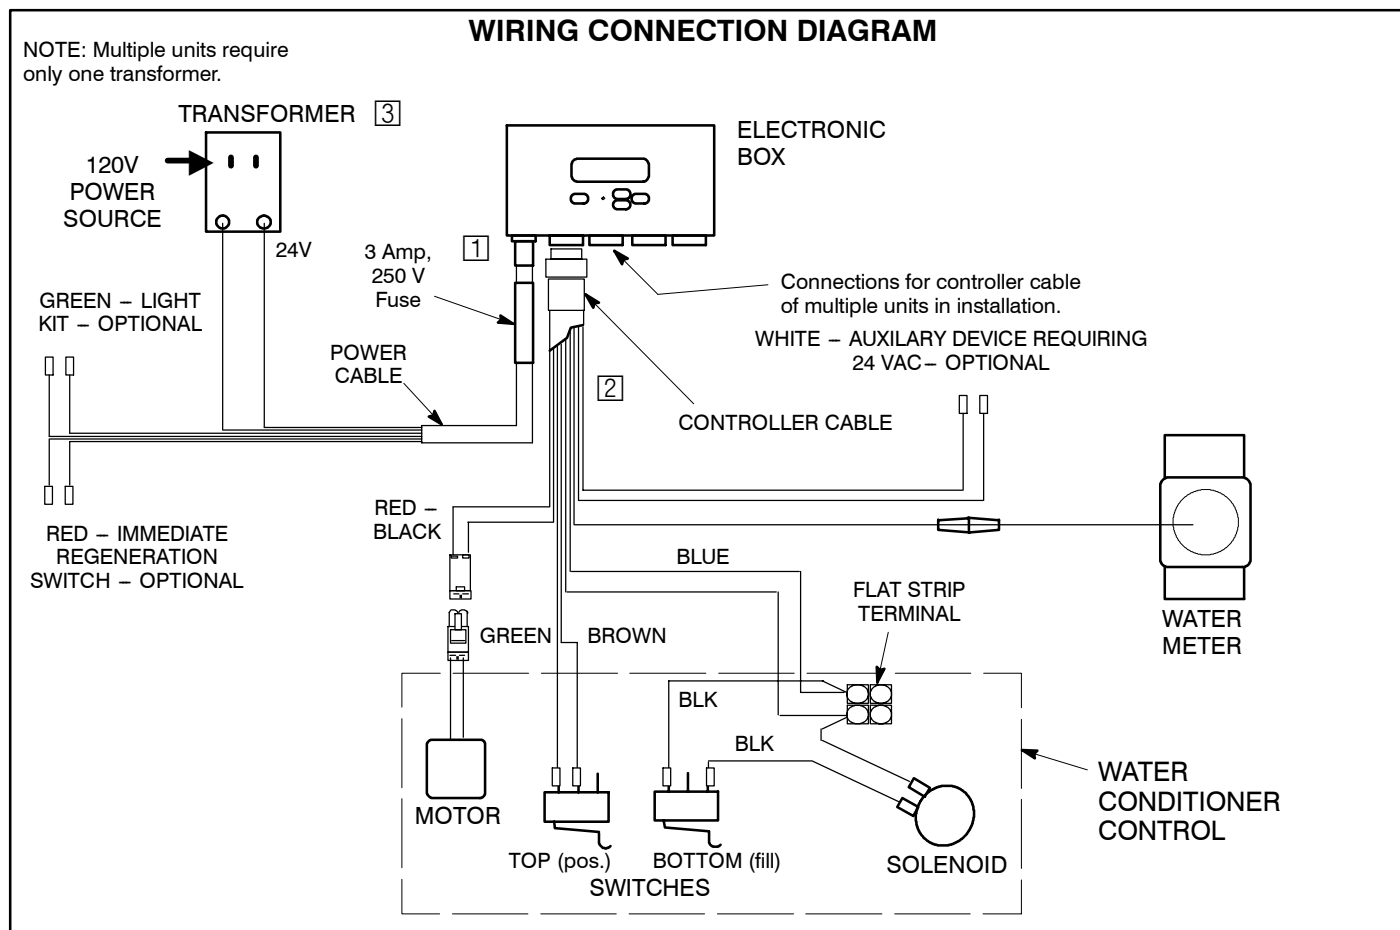 WIRING CONNECTION DIAGRAM
NOTE: Multiple units require
only one transformer.
TRANSFORMER 3
120V
POWER
SOURCE
24V
ELECTRONIC
BOX
1
3 Amp,
250 V
Fuse
Connections for controller cable
of multiple units in installation.
GREEN – LIGHT
KIT – OPTIONAL
WHITE – AUXILARY DEVICE REQUIRING
24 VAC – OPTIONAL
POWER
CABLE
2
CONTROLLER CABLE
RED –
BLACK
RED – IMMEDIATE
REGENERATION
SWITCH – OPTIONAL
BLUE
FLAT STRIP
TERMINAL
WATER
METER
GREEN
BROWN
BLK
BLK
MOTOR
TOP (pos.)
BOTTOM (fill)
SWITCHES
SOLENOID
WATER
CONDITIONER
CONTROL